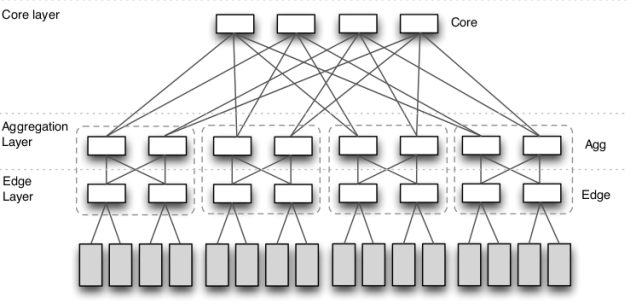 Core layer
Core
Aggregation
Layer
Agg
Edge
Layer
Edge